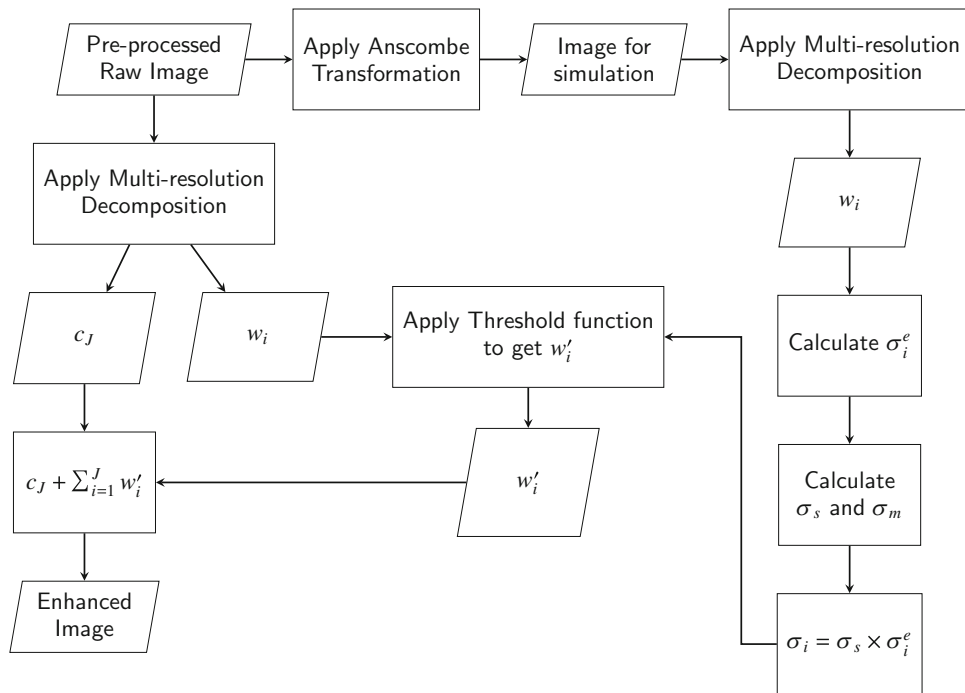 Pre-processed
Raw Image
Apply Anscombe
Transformation
Image for
simulation
Apply Multi-resolution
Decomposition
Apply Multi-resolution
Decomposition
w_i
c_J
w_i
Apply Threshold function
to get w′_i
Calculate σ_i^e
c_J + ∑_{i=1}^J w′_i
w′_i
Calculate
σ_s and σ_m
Enhanced
Image
σ_i = σ_s × σ_i^e